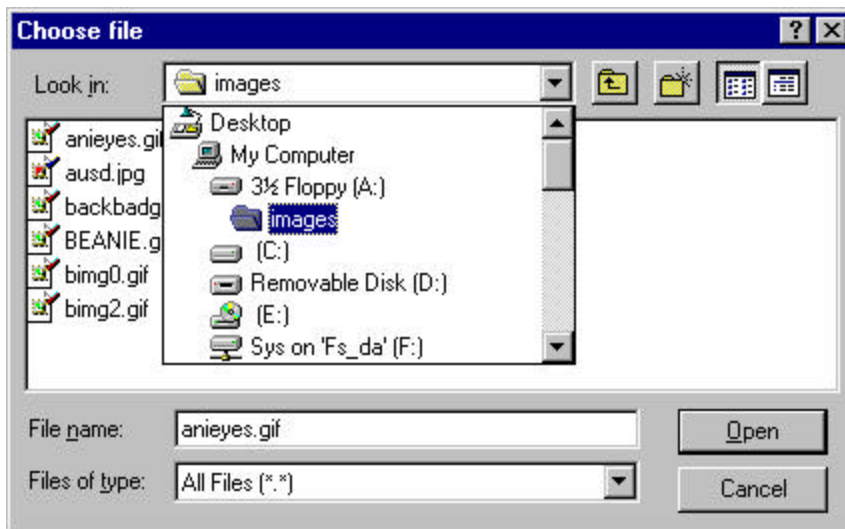 Choose file
Look in:
images
Desktop
My Computer
3½ Floppy (A:)
images
(C:)
Removable Disk (D:)
(E:)
Sys on 'Fs_da' (F:)
anieyes.gif
ausd.jpg
backbadg
BEANIE.g
bimg0.gif
bimg2.gif
File name:
anieyes.gif
Open
Files of type:
All Files (*.*)
Cancel